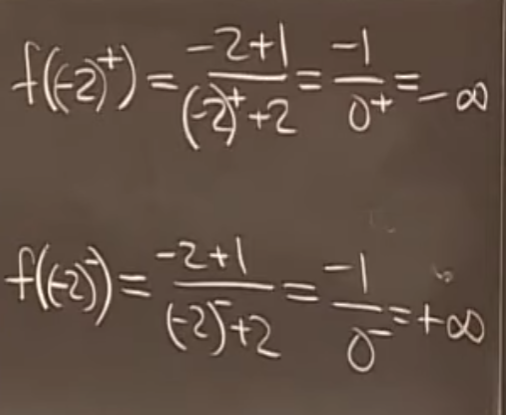 f((-2)⁺) = (-2+1)/((-2)⁺+2) = -1/0⁺ = -∞
f((-2)⁻) = (-2+1)/((-2)⁻+2) = -1/0⁻ = +∞